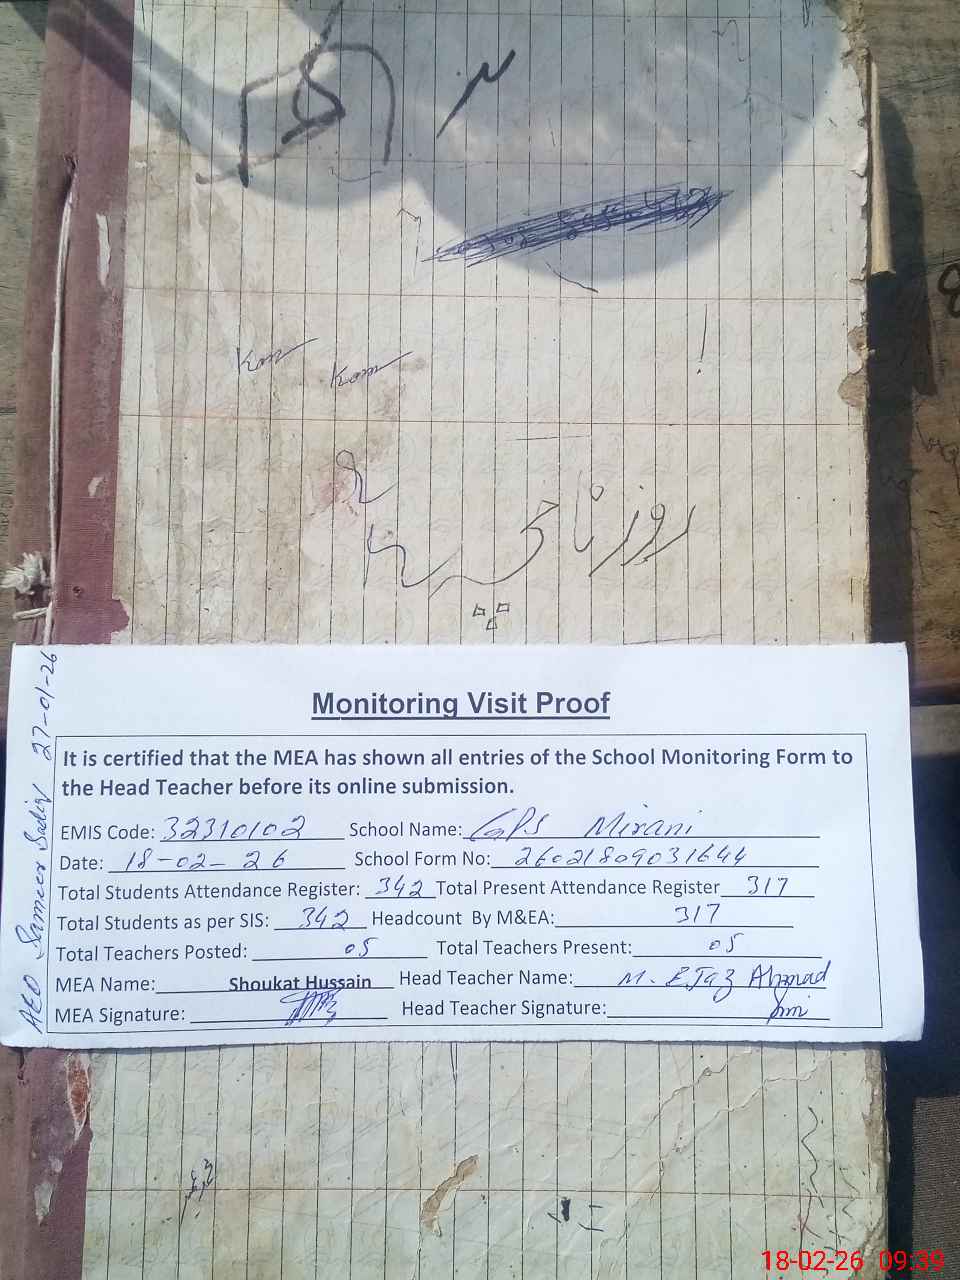 Kom
Kom
روزنامچہ
Monitoring Visit Proof
It is certified that the MEA has shown all entries of the School Monitoring Form to
the Head Teacher before its online submission.
EMIS Code: 32310102 School Name: GPS Mirani
Date: 18-02-26 School Form No: 26021809031644
Total Students Attendance Register: 342 Total Present Attendance Register 317
Total Students as per SIS: 342 Headcount By M&EA: 317
Total Teachers Posted: 05 Total Teachers Present: 05
MEA Name: Shoukat Hussain Head Teacher Name: M. EJaz Ahmad
MEA Signature: Head Teacher Signature:
AEO Sameer Sadiq 27-01-26
18-02-26 09:39